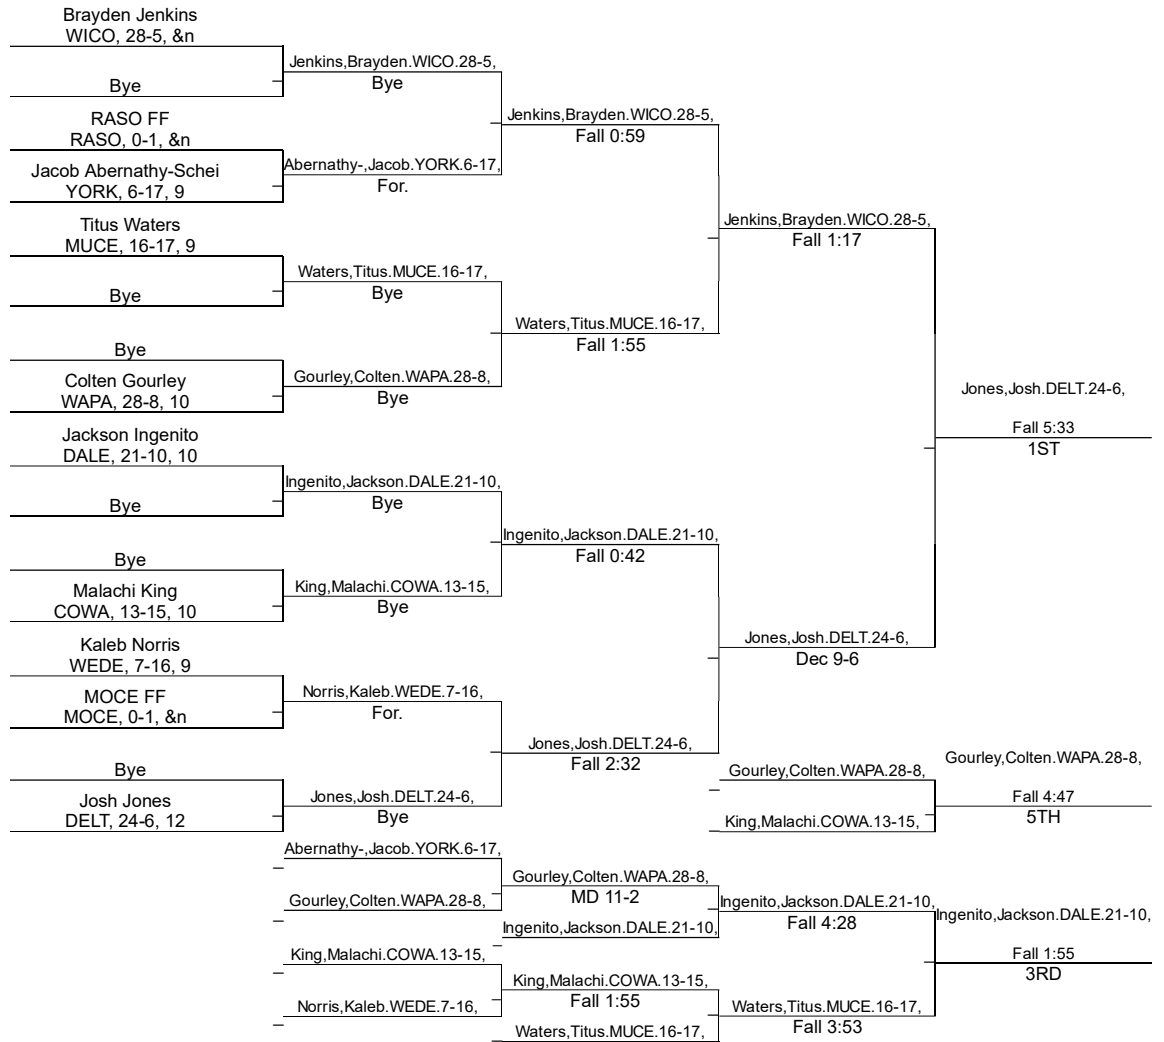 Brayden Jenkins
WICO, 28-5, &n
Jenkins,Brayden.WICO.28-5,
Bye
Bye
Jenkins,Brayden.WICO.28-5,
Fall 0:59
RASO FF
RASO, 0-1, &n
Abernathy-,Jacob.YORK.6-17,
For.
Jacob Abernathy-Schei
YORK, 6-17, 9
Jenkins,Brayden.WICO.28-5,
Fall 1:17
Titus Waters
MUCE, 16-17, 9
Waters,Titus.MUCE.16-17,
Bye
Bye
Waters,Titus.MUCE.16-17,
Fall 1:55
Bye
Gourley,Colten.WAPA.28-8,
Bye
Colten Gourley
WAPA, 28-8, 10
Jones,Josh.DELT.24-6,
Fall 5:33
1ST
Jackson Ingenito
DALE, 21-10, 10
Ingenito,Jackson.DALE.21-10,
Bye
Bye
Ingenito,Jackson.DALE.21-10,
Fall 0:42
Bye
King,Malachi.COWA.13-15,
Bye
Malachi King
COWA, 13-15, 10
Jones,Josh.DELT.24-6,
Dec 9-6
Kaleb Norris
WEDE, 7-16, 9
Norris,Kaleb.WEDE.7-16,
For.
MOCE FF
MOCE, 0-1, &n
Jones,Josh.DELT.24-6,
Fall 2:32
Bye
Jones,Josh.DELT.24-6,
Bye
Josh Jones
DELT, 24-6, 12
Gourley,Colten.WAPA.28-8,
King,Malachi.COWA.13-15,
Gourley,Colten.WAPA.28-8,
Fall 4:47
5TH
Abernathy-,Jacob.YORK.6-17,
Gourley,Colten.WAPA.28-8,
Gourley,Colten.WAPA.28-8,
MD 11-2
Ingenito,Jackson.DALE.21-10,
Ingenito,Jackson.DALE.21-10,
Fall 4:28
Ingenito,Jackson.DALE.21-10,
Fall 1:55
3RD
King,Malachi.COWA.13-15,
Norris,Kaleb.WEDE.7-16,
King,Malachi.COWA.13-15,
Fall 1:55
Waters,Titus.MUCE.16-17,
Waters,Titus.MUCE.16-17,
Fall 3:53